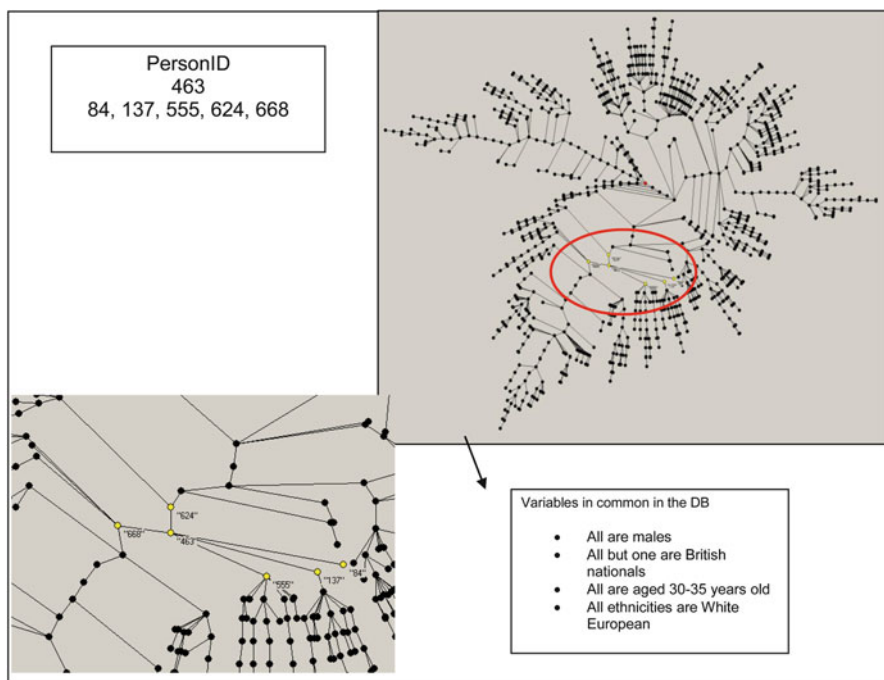 PersonID
463
84, 137, 555, 624, 668
"624"
"668"
"463"
"84"
"137"
"555"
Variables in common in the DB
• All are males
• All but one are British
nationals
• All are aged 30-35 years old
• All ethnicities are White
European